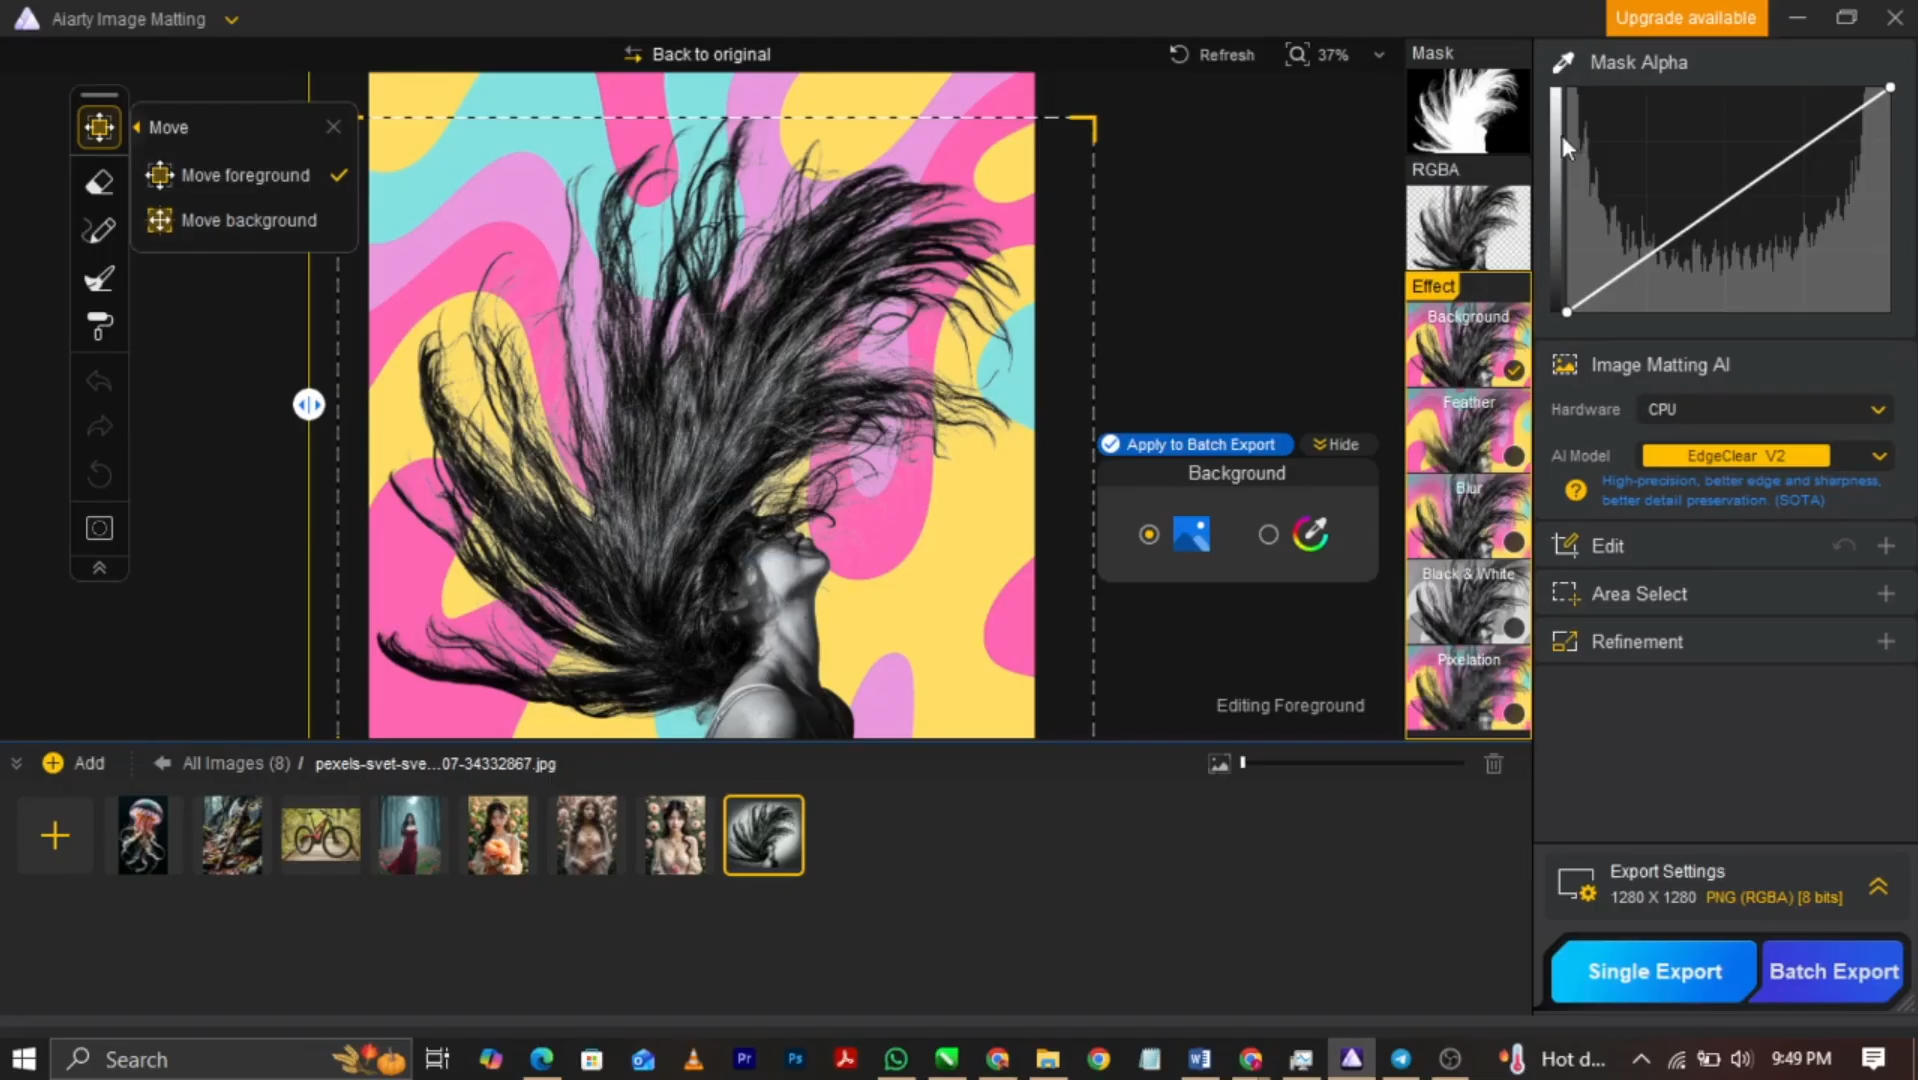 Aiarty Image Matting
Upgrade available
Back to original
Refresh
37%
Mask
Mask Alpha
Move
Move foreground
Move background
RGBA
Effect
Background
Feather
Blur
Black & White
Pixelation
Apply to Batch Export
Hide
Background
Editing Foreground
Image Matting AI
Hardware
CPU
AI Model
EdgeClear V2
?
High-precision, better edge and sharpness,
better detail preservation. (SOTA)
Edit
Area Select
Refinement
Add
All Images (8) / pexels-svet-sve...07-34332867.jpg
Export Settings
1280 X 1280 PNG (RGBA) [8 bits]
Single Export
Batch Export
Search
Pr
Ps
W
Hot d...
9:49 PM